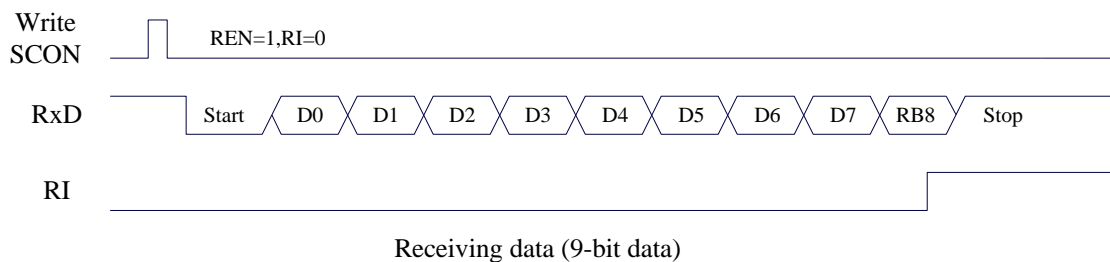 Write
SCON
REN=1,RI=0
RxD
Start D0 D1 D2 D3 D4 D5 D6 D7 RB8 Stop
RI
Receiving data (9-bit data)